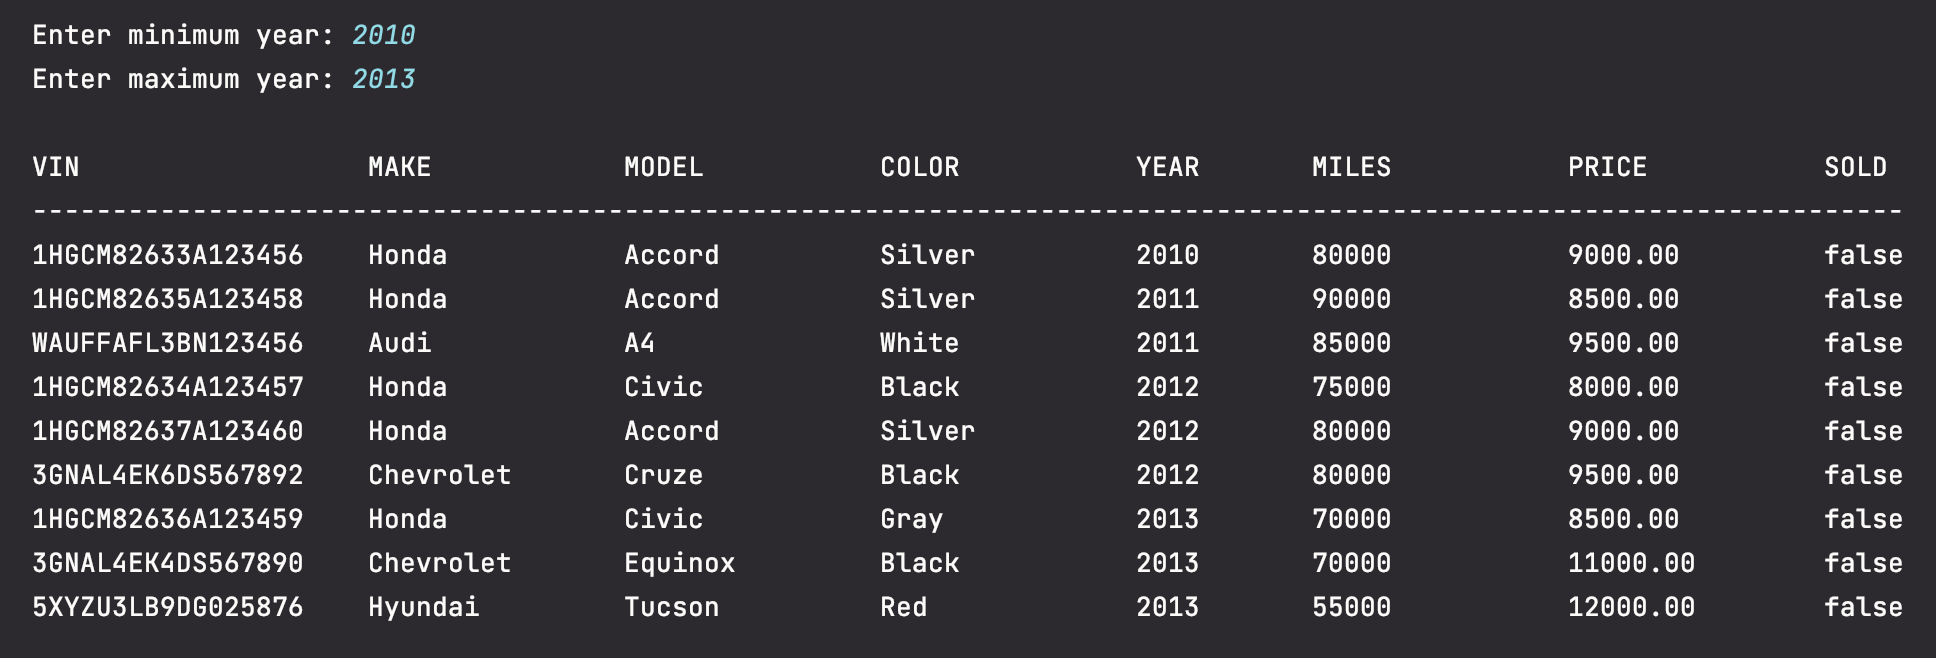 Enter minimum year: 2010
Enter maximum year: 2013
VIN MAKE MODEL COLOR YEAR MILES PRICE SOLD
---------------------------------------------------------------------------------------------------------------------
1HGCM82633A123456 Honda Accord Silver 2010 80000 9000.00 false
1HGCM82635A123458 Honda Accord Silver 2011 90000 8500.00 false
WAUFFAFL3BN123456 Audi A4 White 2011 85000 9500.00 false
1HGCM82634A123457 Honda Civic Black 2012 75000 8000.00 false
1HGCM82637A123460 Honda Accord Silver 2012 80000 9000.00 false
3GNAL4EK6DS567892 Chevrolet Cruze Black 2012 80000 9500.00 false
1HGCM82636A123459 Honda Civic Gray 2013 70000 8500.00 false
3GNAL4EK4DS567890 Chevrolet Equinox Black 2013 70000 11000.00 false
5XYZU3LB9DG025876 Hyundai Tucson Red 2013 55000 12000.00 false